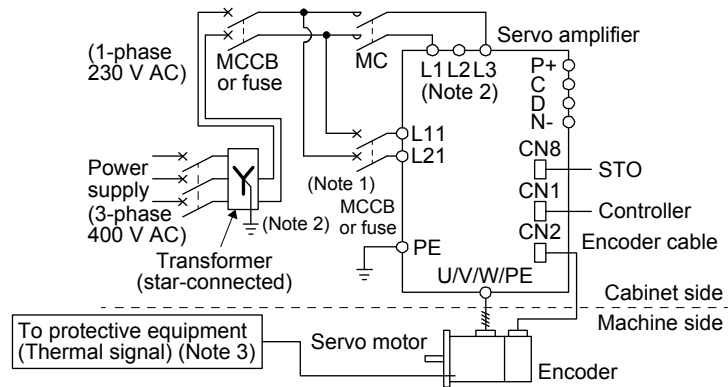 (1-phase
230 V AC)
MCCB
or fuse
MC
Servo amplifier
L1 L2 L3
(Note 2)
P+
C
D
N-
L11
L21
Power
supply
(3-phase
400 V AC)
(Note 2)
Transformer
(star-connected)
(Note 1)
MCCB
or fuse
PE
CN8
STO
CN1
Controller
CN2
Encoder cable
U/V/W/PE
Cabinet side
Machine side
To protective equipment
(Thermal signal) (Note 3)
Servo motor
Encoder